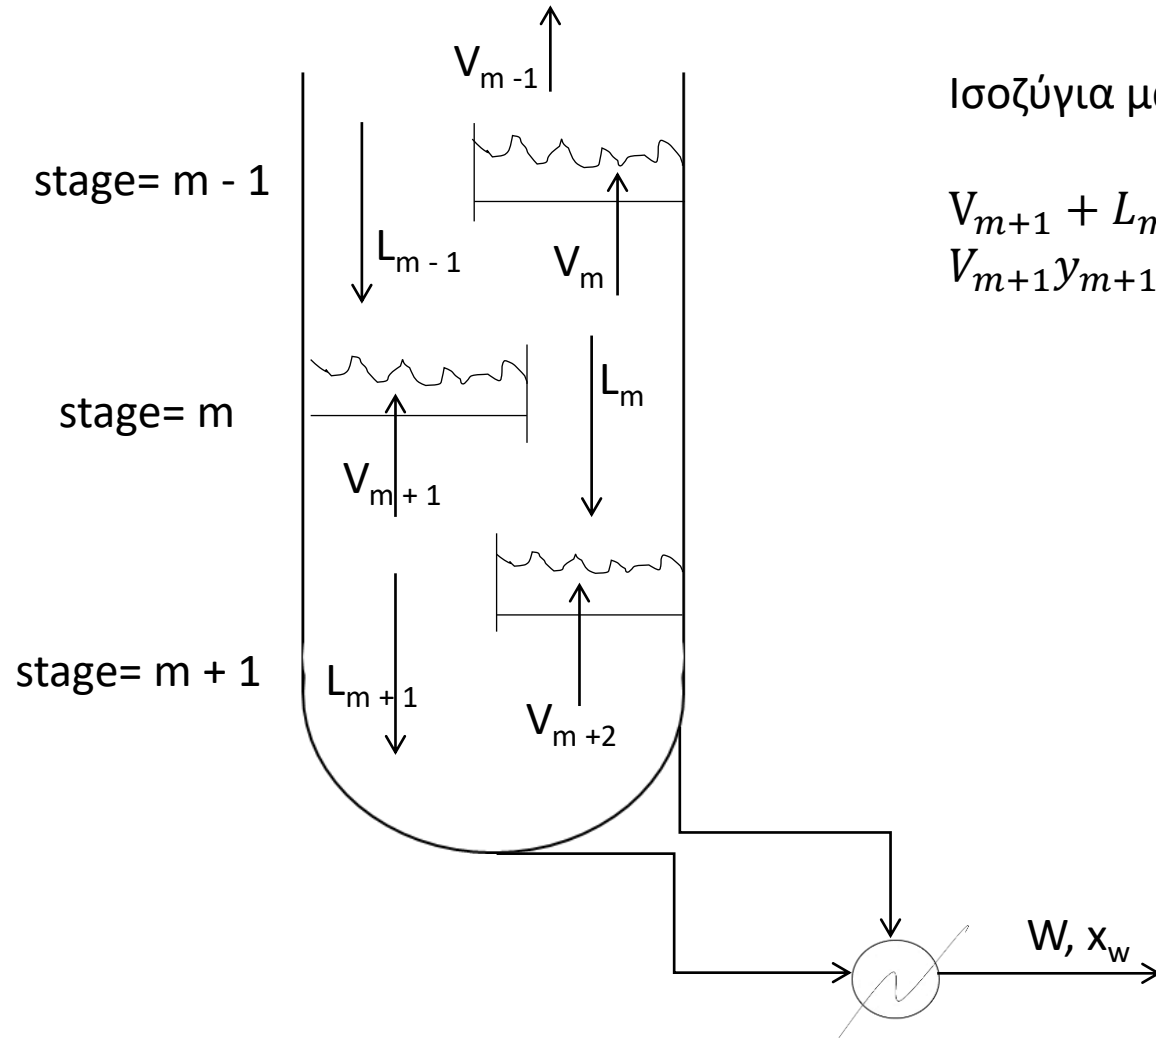 V_{m -1}
Ισοζύγια
stage= m - 1
V_{m+1} + L_m
L_{m - 1}
V_m
V_{m+1}y_{m+1}
L_m
stage= m
V_{m + 1}
stage= m + 1
L_{m + 1}
V_{m +2}
W, x_w